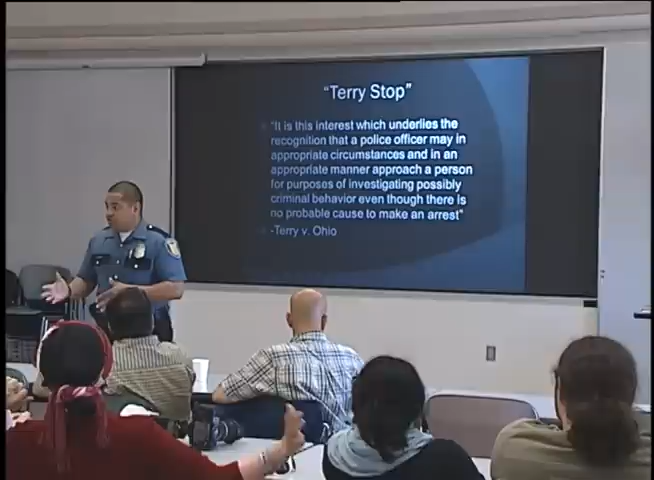 "Terry Stop"
"It is this interest which underlies the
recognition that a police officer may in
appropriate circumstances and in an
appropriate manner approach a person
for purposes of investigating possibly
criminal behavior even though there is
no probable cause to make an arrest"
-Terry v. Ohio